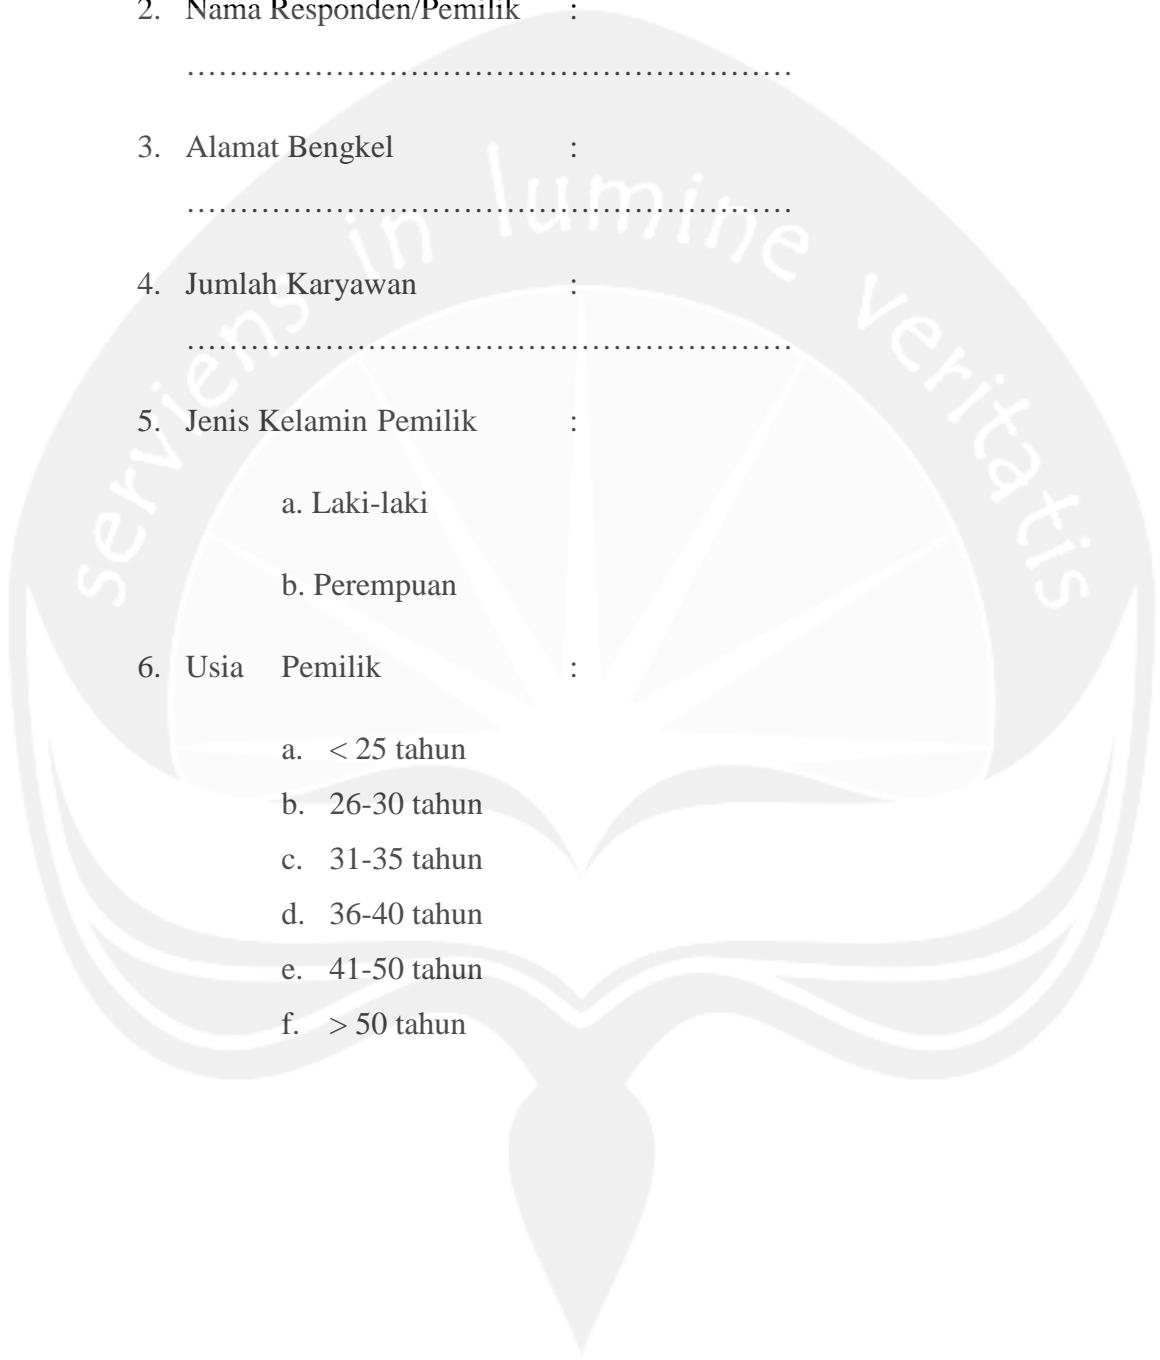 2. Nama Responden/Pemilik :
……………………………………………………
3. Alamat Bengkel :
……………………………………………………
4. Jumlah Karyawan :
……………………………………………………
5. Jenis Kelamin Pemilik :
a. Laki-laki
b. Perempuan
6. Usia Pemilik :
a. < 25 tahun
b. 26-30 tahun
c. 31-35 tahun
d. 36-40 tahun
e. 41-50 tahun
f. > 50 tahun
serviens in lumine veritatis